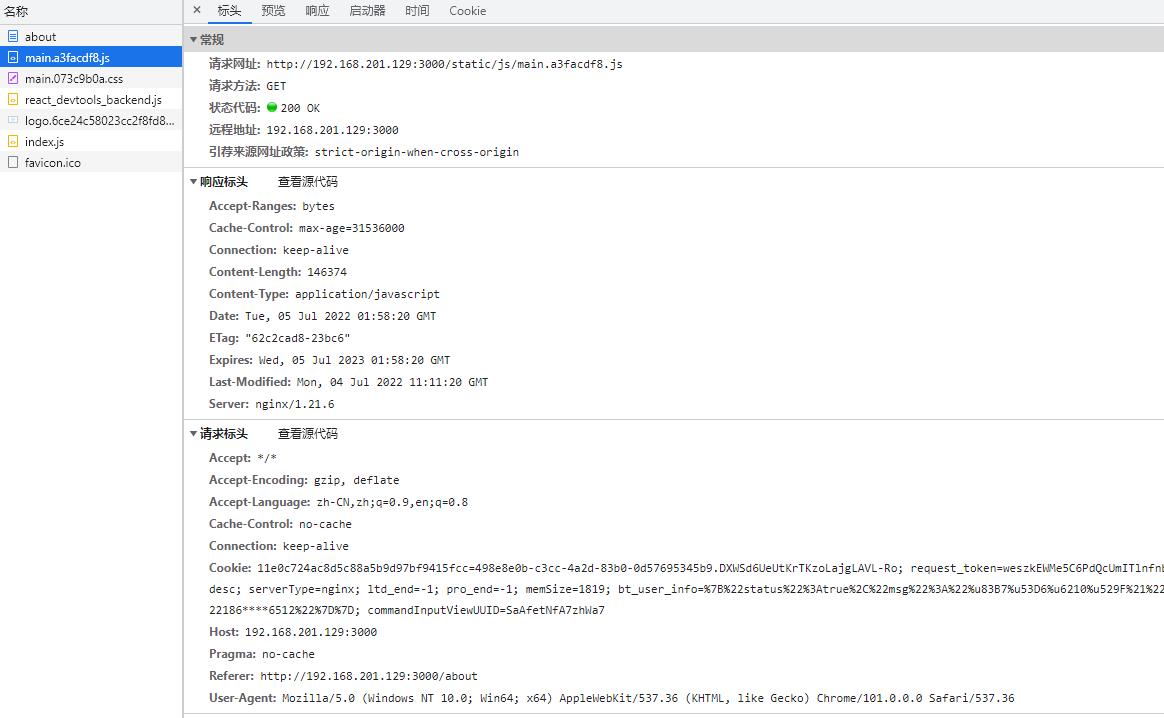 名称
about
main.a3facdf8.js
main.073c9b0a.css
react_devtools_backend.js
logo.6ce24c58023cc2f8fd8...
index.js
favicon.ico
× 标头 预览 响应 启动器 时间 Cookie
常规
请求网址: http://192.168.201.129:3000/static/js/main.a3facdf8.js
请求方法: GET
状态代码: 200 OK
远程地址: 192.168.201.129:3000
引荐来源网址政策: strict-origin-when-cross-origin
响应标头 查看源代码
Accept-Ranges: bytes
Cache-Control: max-age=31536000
Connection: keep-alive
Content-Length: 146374
Content-Type: application/javascript
Date: Tue, 05 Jul 2022 01:58:20 GMT
ETag: "62c2cad8-23bc6"
Expires: Wed, 05 Jul 2023 01:58:20 GMT
Last-Modified: Mon, 04 Jul 2022 11:11:20 GMT
Server: nginx/1.21.6
请求标头 查看源代码
Accept: */*
Accept-Encoding: gzip, deflate
Accept-Language: zh-CN,zh;q=0.9,en;q=0.8
Cache-Control: no-cache
Connection: keep-alive
Cookie: 11e0c724ac8d5c88a5b9d97bf9415fcc=498e8e0b-c3cc-4a2d-83b0-0d57695345b9.DXWSd6UeUtKrTKzoLajgLAVL-Ro; request_token=weszkEWMe5C6PdQcUmITlnfnb
desc; serverType=nginx; ltd_end=-1; pro_end=-1; memSize=1819; bt_user_info=%7B%22status%22%3Atrue%2C%22msg%22%3A%22%u83B7%u53D6%u6210%u529F%21%22
22186****6512%22%7D%7D; commandInputViewUUID=SaAfetNfA7zhWa7
Host: 192.168.201.129:3000
Pragma: no-cache
Referer: http://192.168.201.129:3000/about
User-Agent: Mozilla/5.0 (Windows NT 10.0; Win64; x64) AppleWebKit/537.36 (KHTML, like Gecko) Chrome/101.0.0.0 Safari/537.36